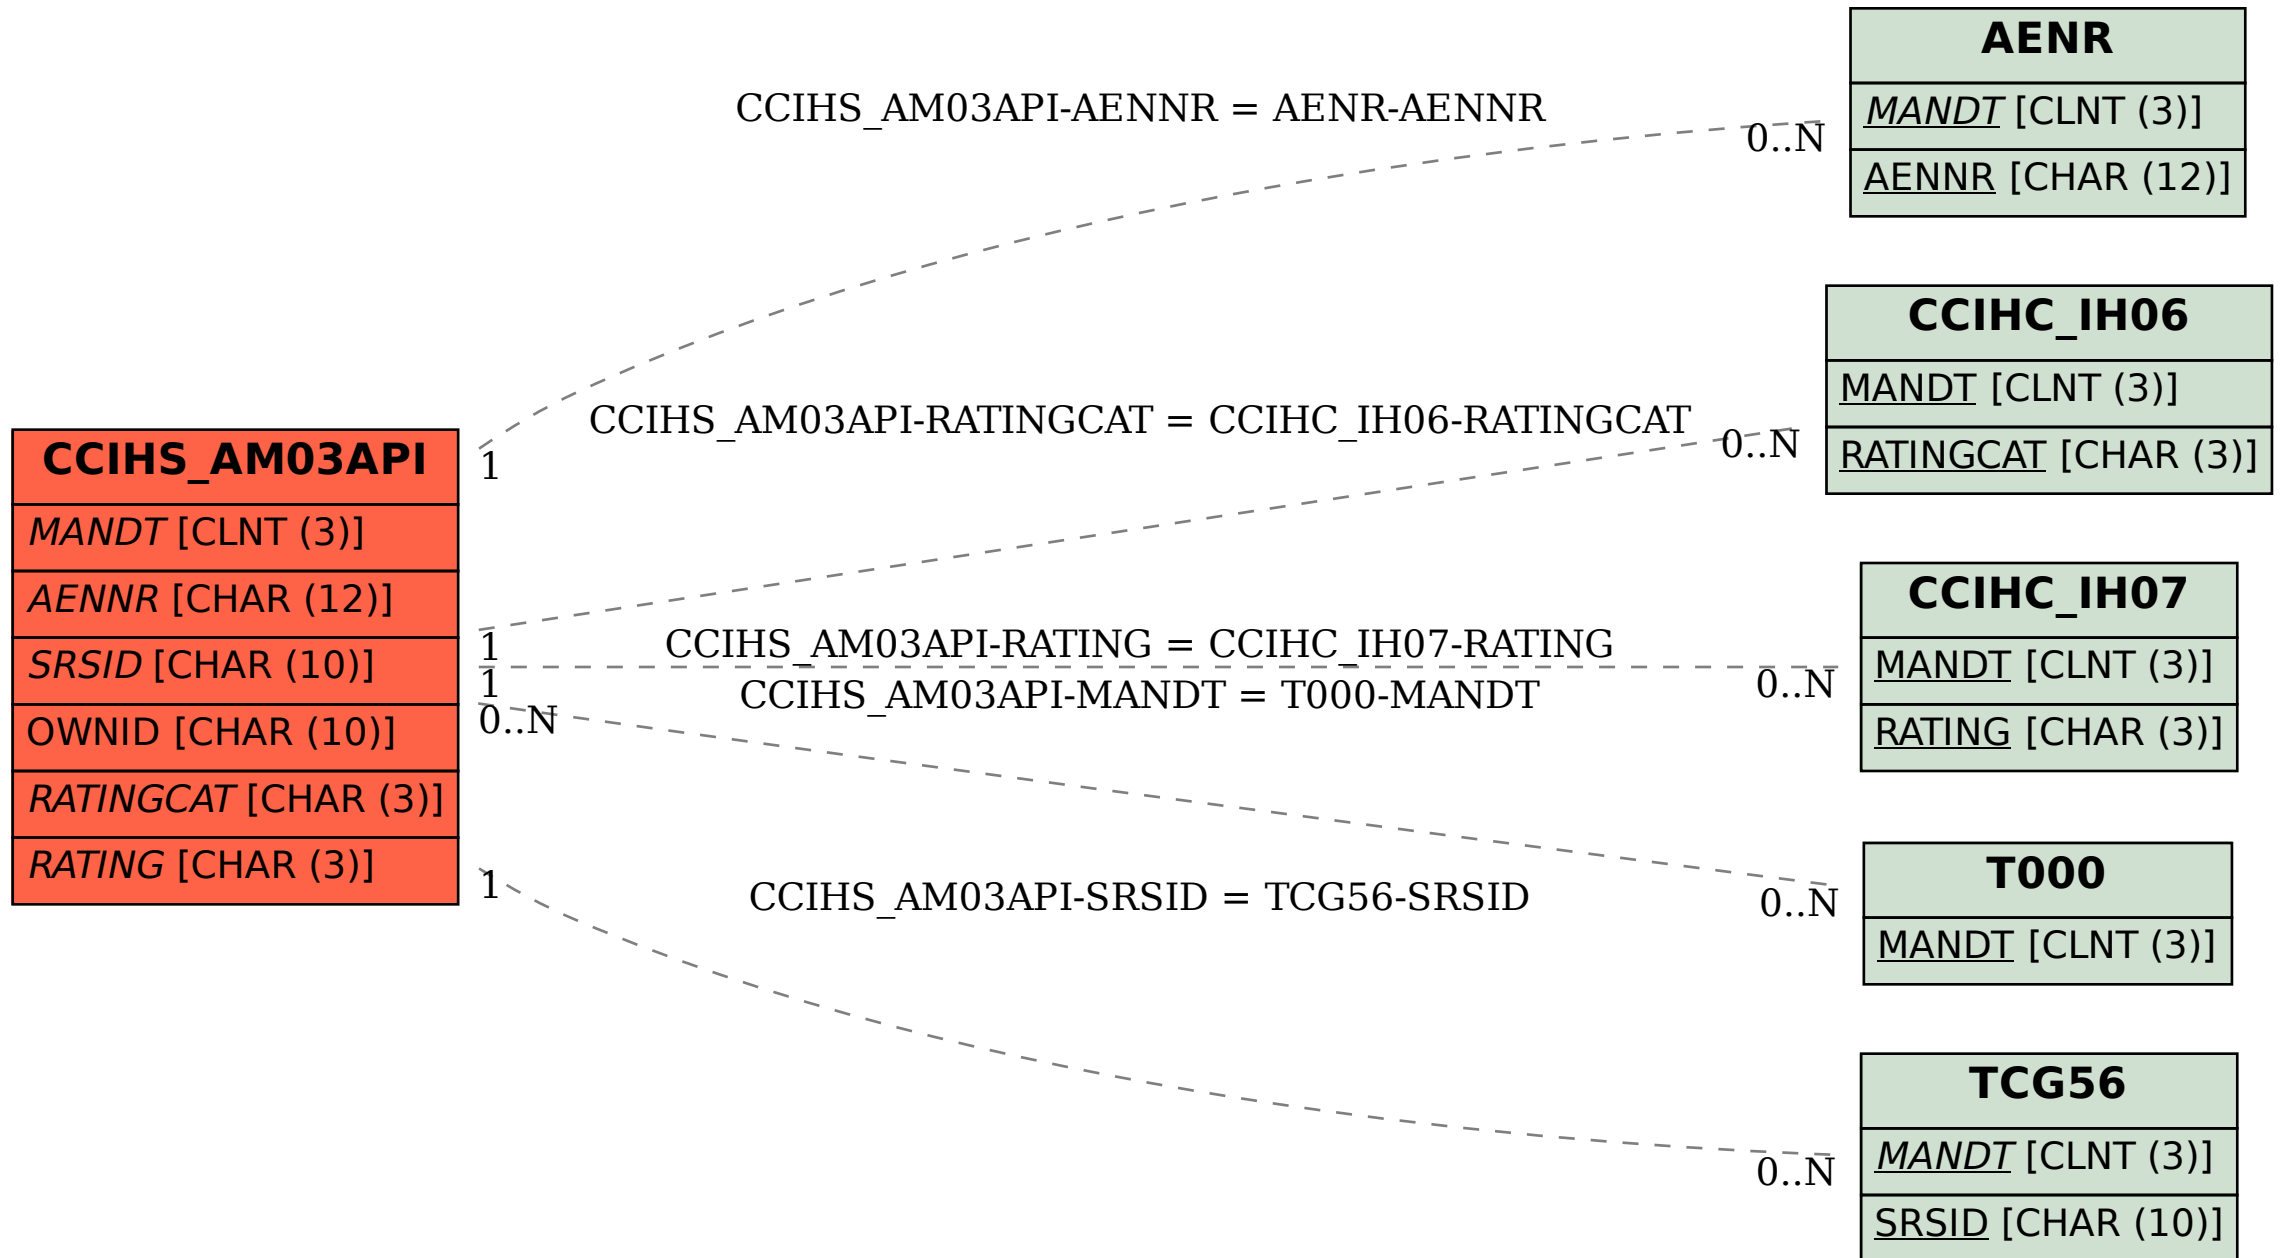 CCIHS_AM03API
MANDT [CLNT (3)]
AENNR [CHAR (12)]
SRSID [CHAR (10)]
OWNID [CHAR (10)]
RATINGCAT [CHAR (3)]
RATING [CHAR (3)]
CCIHS_AM03API-AENNR = AENR-AENNR
1
0..N
CCIHS_AM03API-RATINGCAT = CCIHC_IH06-RATINGCAT
1
0..N
CCIHS_AM03API-RATING = CCIHC_IH07-RATING
1
0..N
CCIHS_AM03API-MANDT = T000-MANDT
0..N
0..N
CCIHS_AM03API-SRSID = TCG56-SRSID
1
0..N
AENR
MANDT [CLNT (3)]
AENNR [CHAR (12)]
CCIHC_IH06
MANDT [CLNT (3)]
RATINGCAT [CHAR (3)]
CCIHC_IH07
MANDT [CLNT (3)]
RATING [CHAR (3)]
T000
MANDT [CLNT (3)]
TCG56
MANDT [CLNT (3)]
SRSID [CHAR (10)]